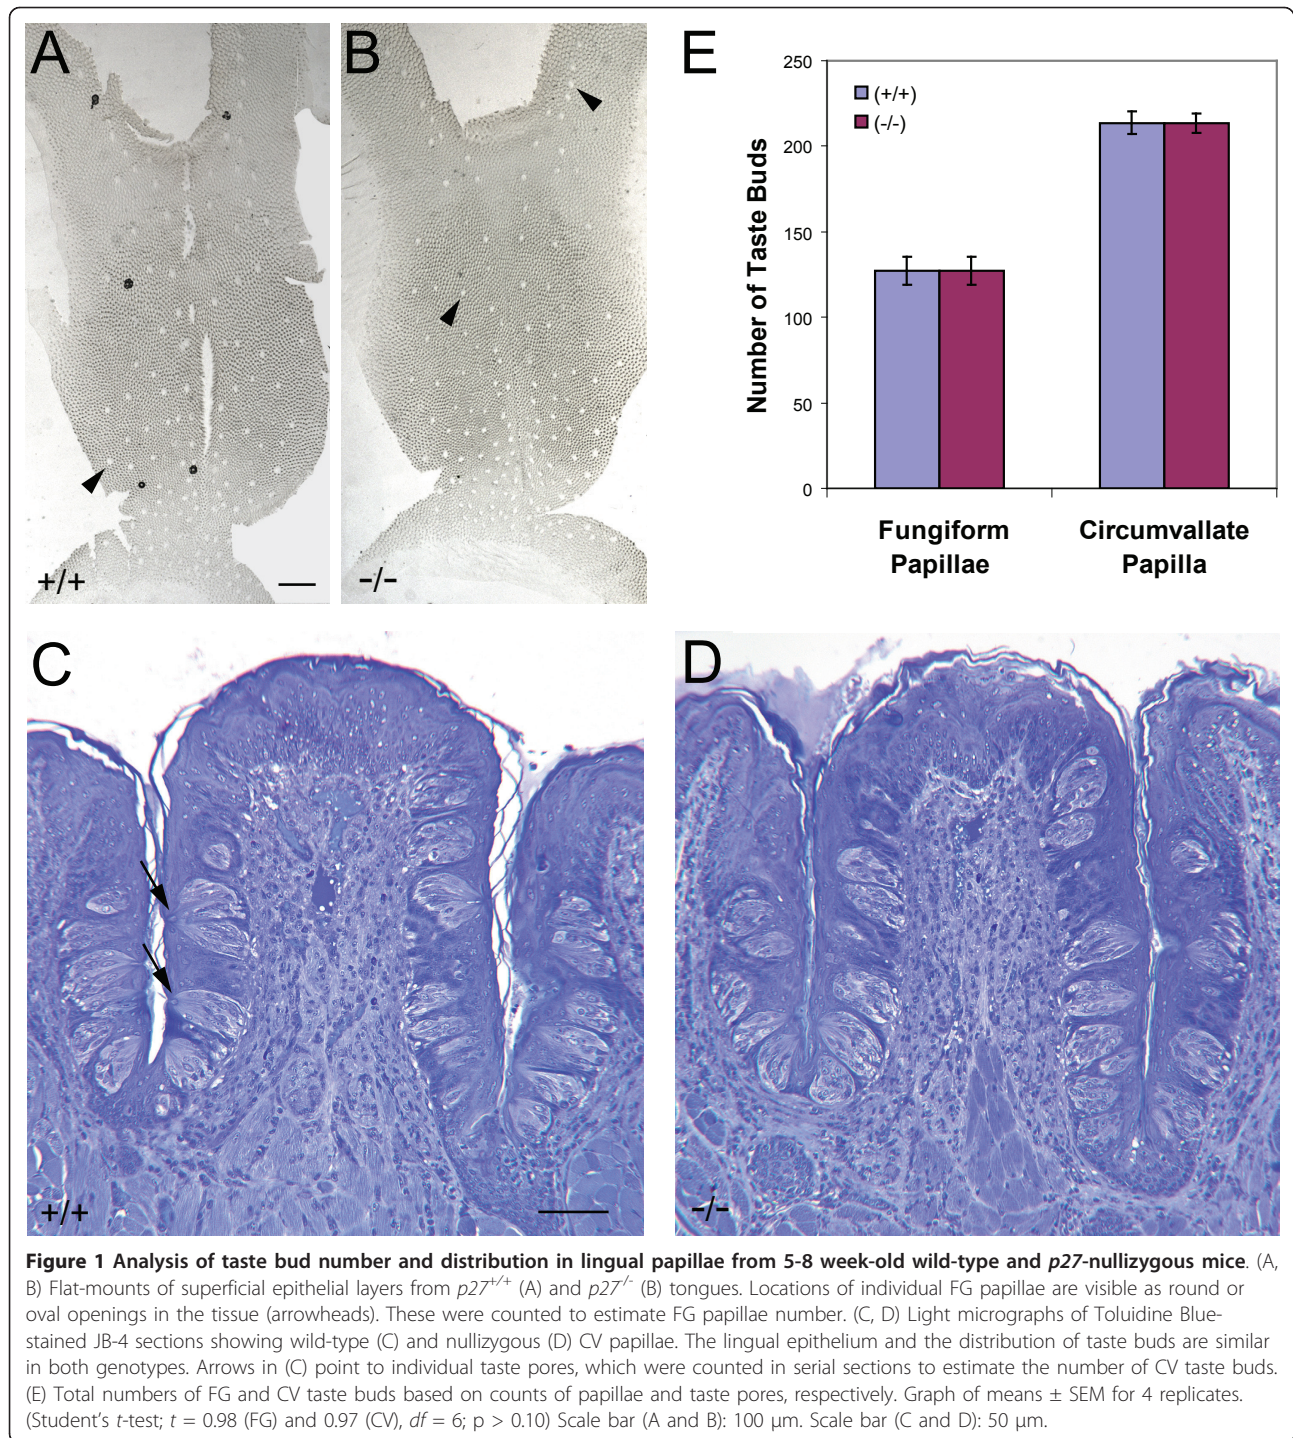 A
B
E
250
200
150
100
50
0
(+/+)
(-/-)
Number of Taste Buds
Fungiform
Papillae
Circumvallate
Papilla
+/+
-/-
C
D
+/+
-/-
Figure 1 Analysis of taste bud number and distribution in lingual papillae from 5-8 week-old wild-type and p27-nullizygous mice. (A,
B) Flat-mounts of superficial epithelial layers from p27+/+ (A) and p27-/- (B) tongues. Locations of individual FG papillae are visible as round or
oval openings in the tissue (arrowheads). These were counted to estimate FG papillae number. (C, D) Light micrographs of Toluidine Blue-
stained JB-4 sections showing wild-type (C) and nullizygous (D) CV papillae. The lingual epithelium and the distribution of taste buds are similar
in both genotypes. Arrows in (C) point to individual taste pores, which were counted in serial sections to estimate the number of CV taste buds.
(E) Total numbers of FG and CV taste buds based on counts of papillae and taste pores, respectively. Graph of means ± SEM for 4 replicates.
(Student's t-test; t = 0.98 (FG) and 0.97 (CV), df = 6; p > 0.10) Scale bar (A and B): 100 μm. Scale bar (C and D): 50 μm.